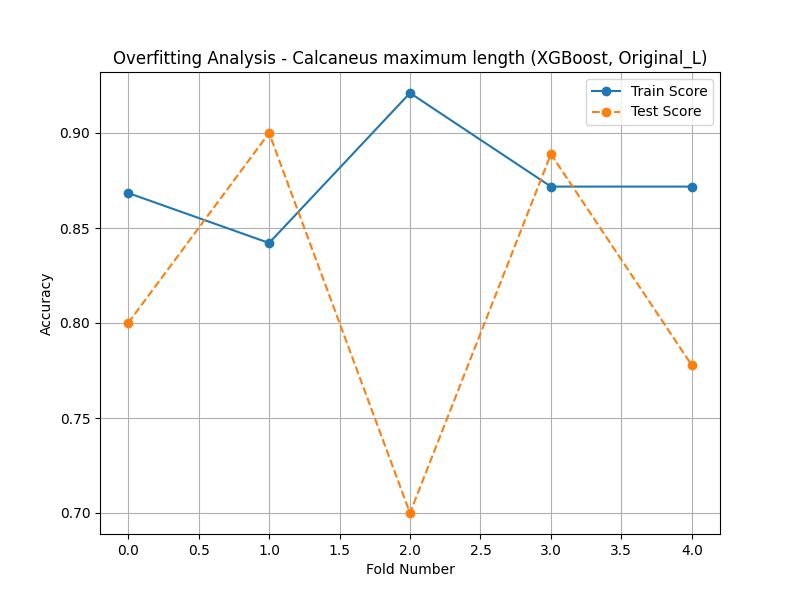 Overfitting Analysis - Calcaneus maximum length (XGBoost, Original_L)
Train Score
Test Score
0.90
0.85
0.80
0.75
0.70
Accuracy
0.0 0.5 1.0 1.5 2.0 2.5 3.0 3.5 4.0
Fold Number